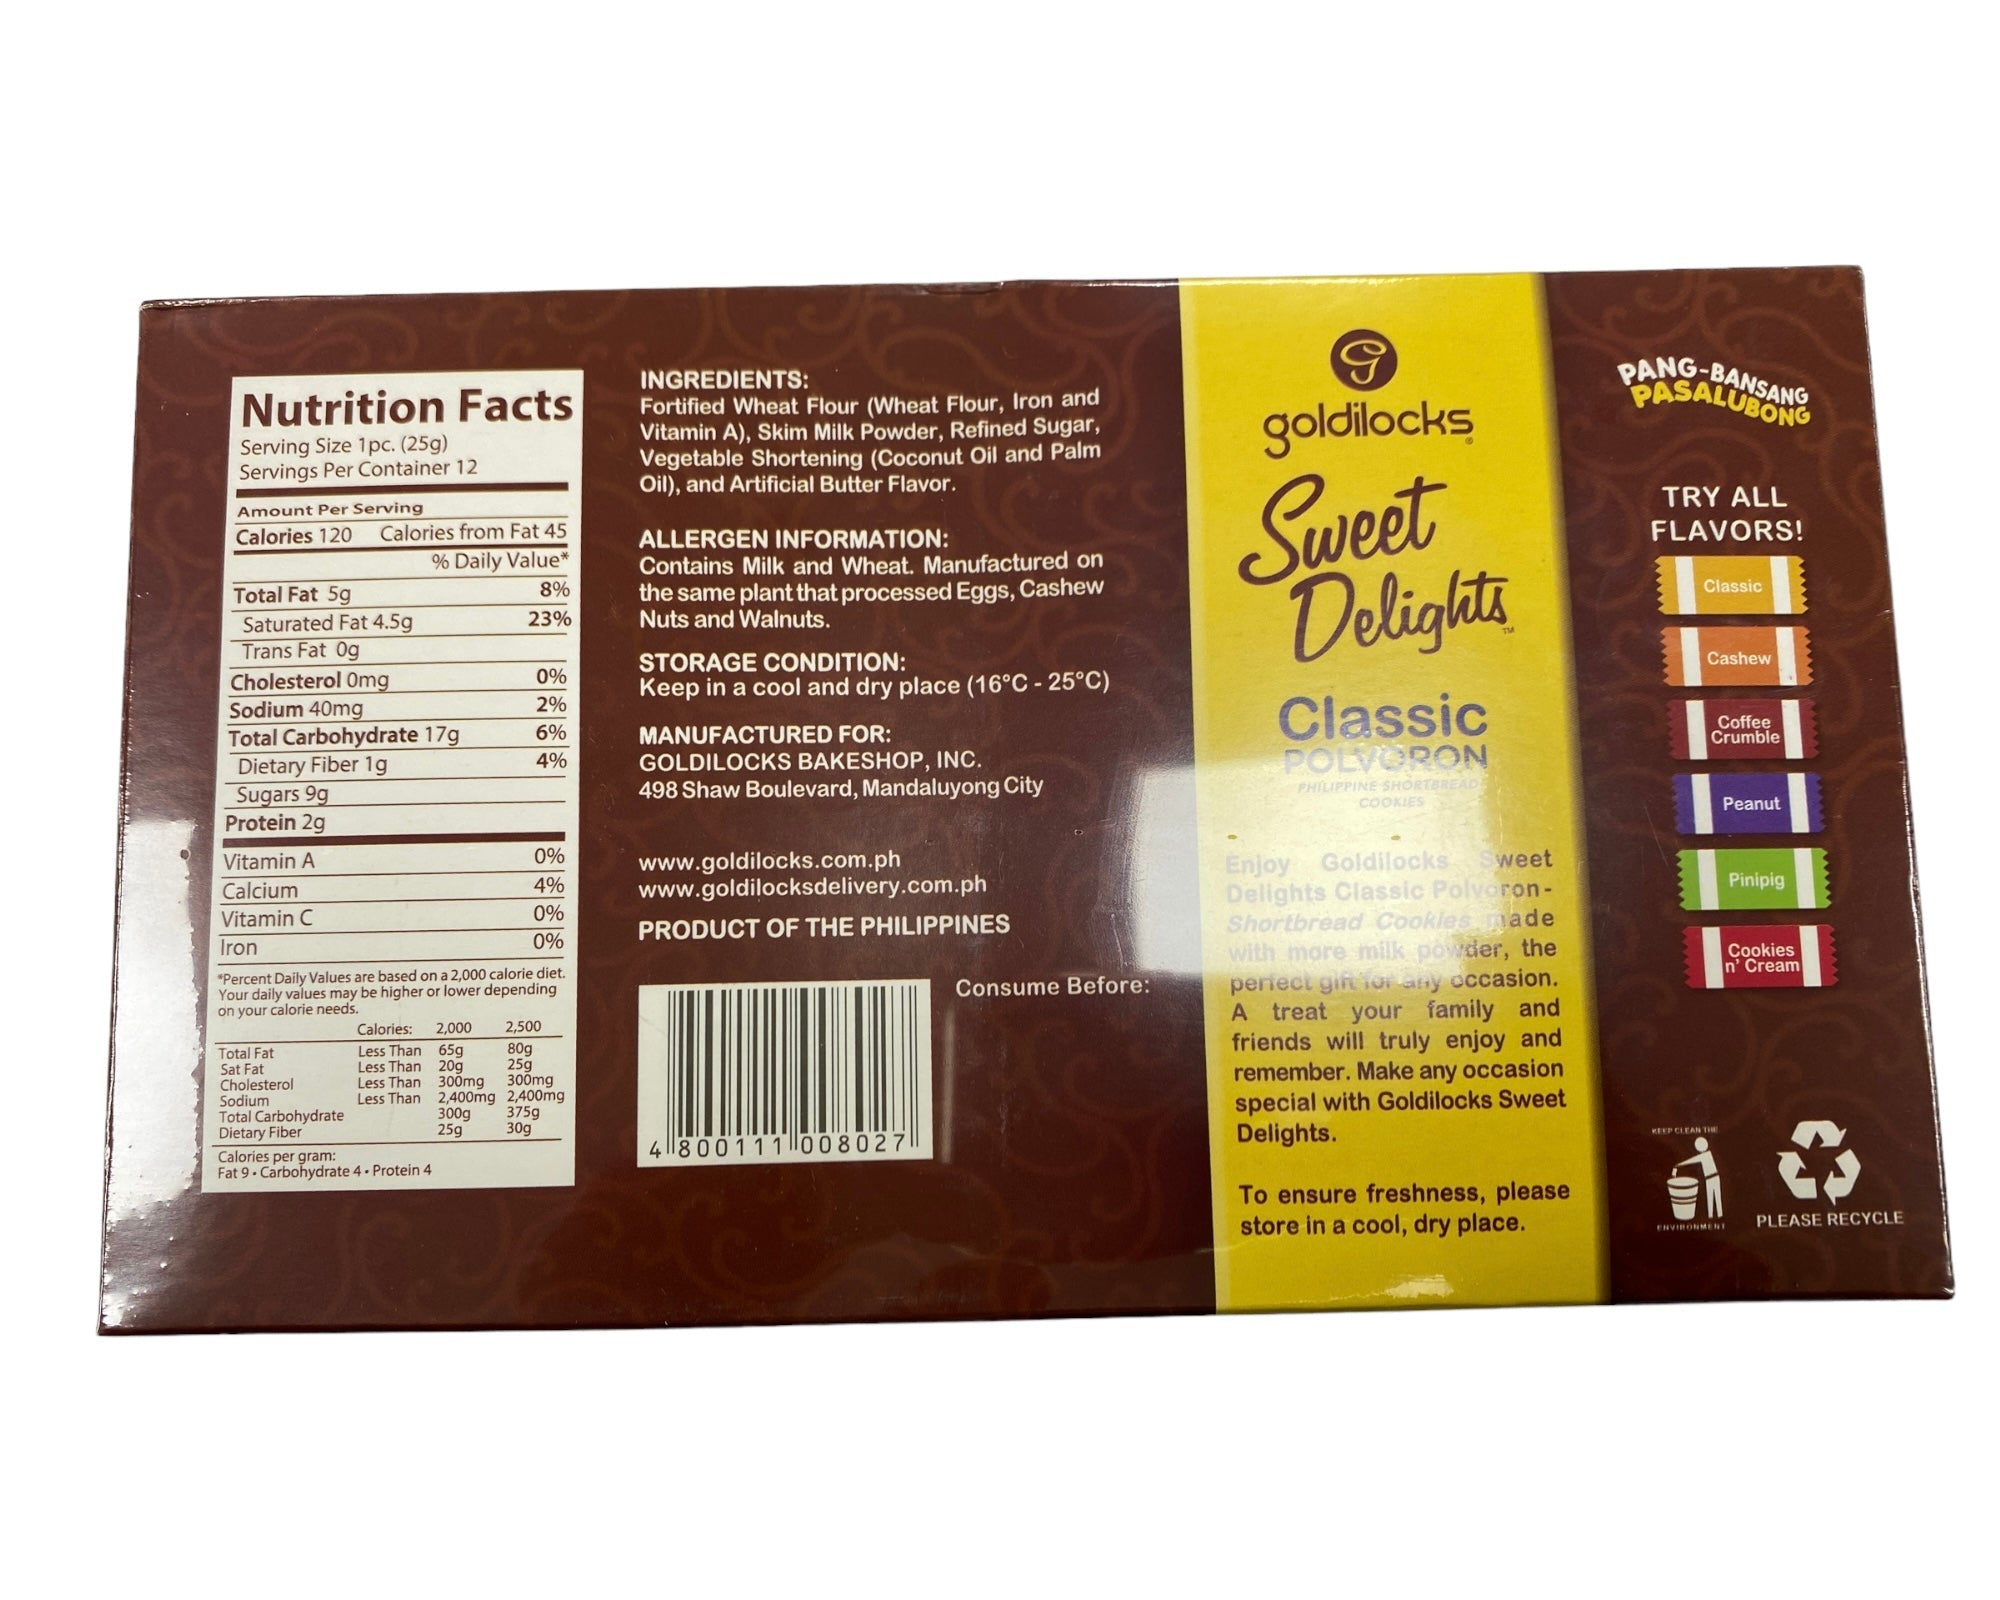 Nutrition Facts
Serving Size 1pc. (25g)
Servings Per Container 12
Amount Per Serving
Calories 120 Calories from Fat 45
% Daily Value*
Total Fat 5g 8%
Saturated Fat 4.5g 23%
Trans Fat 0g
Cholesterol 0mg 0%
Sodium 40mg 2%
Total Carbohydrate 17g 6%
Dietary Fiber 1g 4%
Sugars 9g
Protein 2g
Vitamin A 0%
Calcium 4%
Vitamin C 0%
Iron 0%
*Percent Daily Values are based on a 2,000 calorie diet.
Your daily values may be higher or lower depending
on your calorie needs.
Calories: 2,000 2,500
Total Fat Less Than 65g 80g
Sat Fat Less Than 20g 25g
Cholesterol Less Than 300mg 300mg
Sodium Less Than 2,400mg 2,400mg
Total Carbohydrate 300g 375g
Dietary Fiber 25g 30g
Calories per gram:
Fat 9 • Carbohydrate 4 • Protein 4
INGREDIENTS:
Fortified Wheat Flour (Wheat Flour, Iron and
Vitamin A), Skim Milk Powder, Refined Sugar,
Vegetable Shortening (Coconut Oil and Palm
Oil), and Artificial Butter Flavor.
ALLERGEN INFORMATION:
Contains Milk and Wheat. Manufactured on
the same plant that processed Eggs, Cashew
Nuts and Walnuts.
STORAGE CONDITION:
Keep in a cool and dry place (16°C - 25°C)
MANUFACTURED FOR:
GOLDILOCKS BAKESHOP, INC.
498 Shaw Boulevard, Mandaluyong City
www.goldilocks.com.ph
www.goldilocksdelivery.com.ph
PRODUCT OF THE PHILIPPINES
Consume Before:
4 800111 008027
goldilocks®
Sweet
Delights™
Classic
POLVORON
PHILIPPINE SHORTBREAD
COOKIES
Enjoy Goldilocks Sweet
Delights Classic Polvoron -
Shortbread Cookies made
with more milk powder, the
perfect gift for any occasion.
A treat your family and
friends will truly enjoy and
remember. Make any occasion
special with Goldilocks Sweet
Delights.
To ensure freshness, please
store in a cool, dry place.
PANG-BANSANG
PASALUBONG
TRY ALL
FLAVORS!
Classic
Cashew
Coffee
Crumble
Peanut
Pinipig
Cookies
n' Cream
KEEP CLEAN THE
ENVIRONMENT
PLEASE RECYCLE